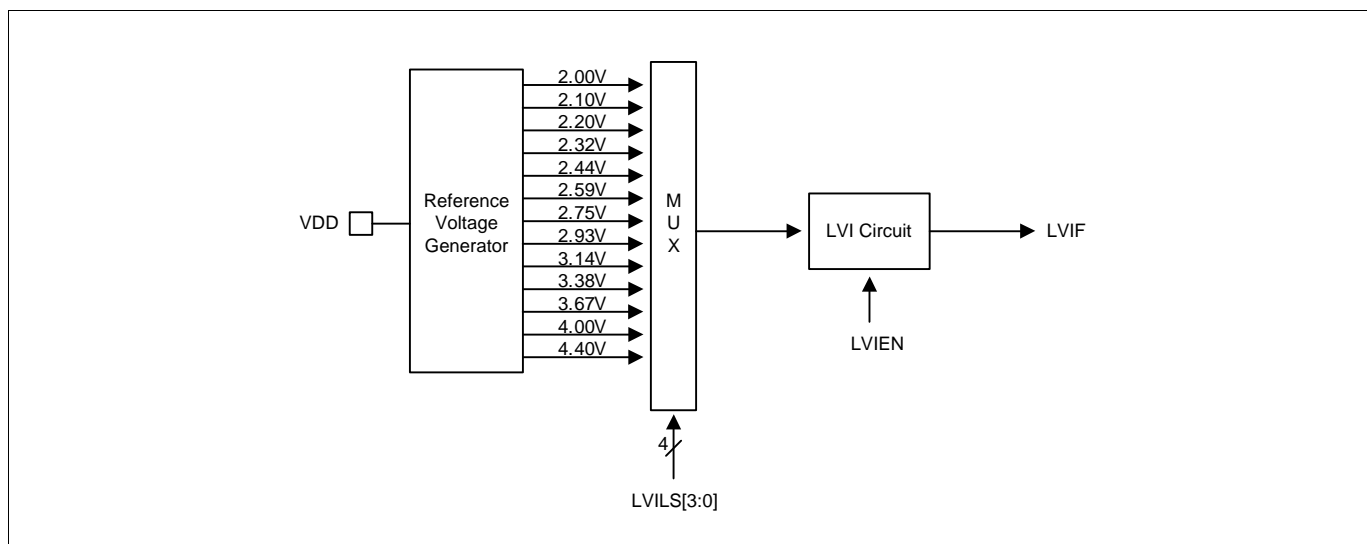 VDD
Reference
Voltage
Generator
2.00V
2.10V
2.20V
2.32V
2.44V
2.59V
2.75V
2.93V
3.14V
3.38V
3.67V
4.00V
4.40V
M
U
X
4
LVILS[3:0]
LVI Circuit
LVIEN
LVIF